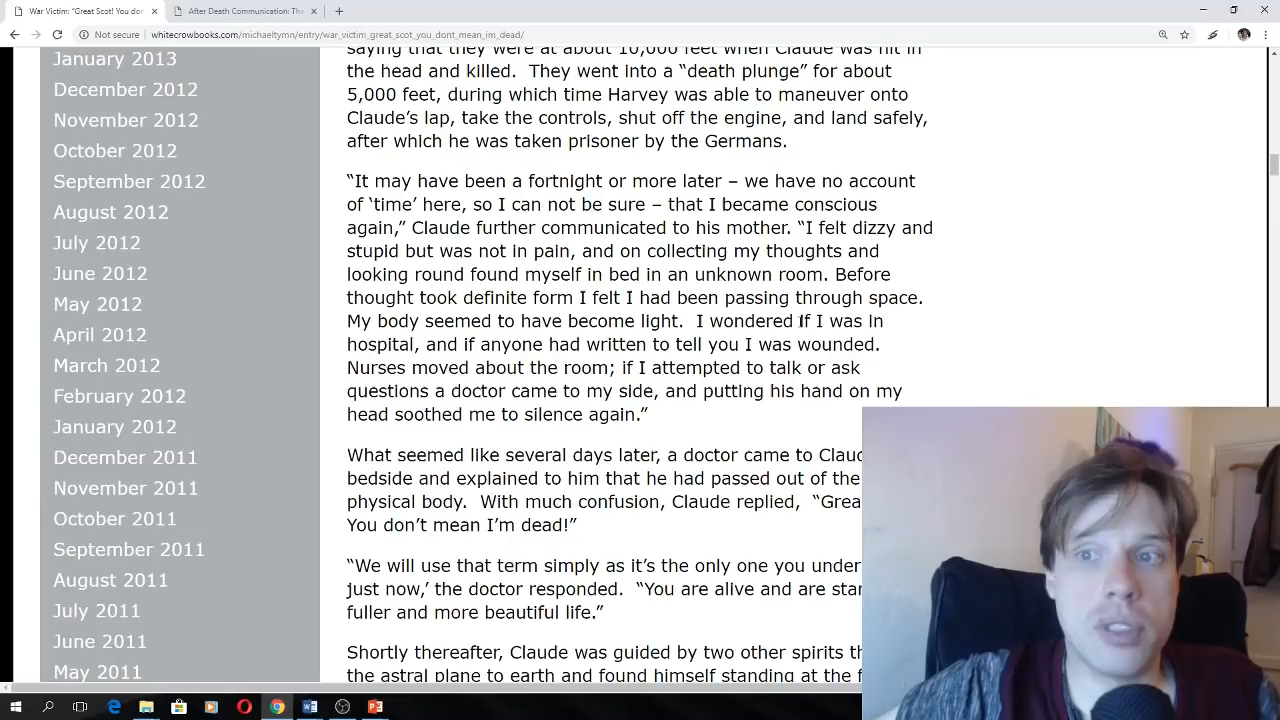 War Victim: “Great Scot! You don
After Death Communication: The
Not secure
whitecrowbooks.com/michaeltymn/entry/war_victim_great_scot_you_dont_mean_im_dead/
January 2013
December 2012
November 2012
October 2012
September 2012
August 2012
July 2012
June 2012
May 2012
April 2012
March 2012
February 2012
January 2012
December 2011
November 2011
October 2011
September 2011
August 2011
July 2011
June 2011
May 2011
saying that they were at about 10,000 feet when Claude was hit in
the head and killed.  They went into a “death plunge” for about
5,000 feet, during which time Harvey was able to maneuver onto
Claude’s lap, take the controls, shut off the engine, and land safely,
after which he was taken prisoner by the Germans.
“It may have been a fortnight or more later – we have no account
of ‘time’ here, so I can not be sure – that I became conscious
again,” Claude further communicated to his mother. “I felt dizzy and
stupid but was not in pain, and on collecting my thoughts and
looking round found myself in bed in an unknown room. Before
thought took definite form I felt I had been passing through space.
My body seemed to have become light.  I wondered if I was in
hospital, and if anyone had written to tell you I was wounded.
Nurses moved about the room; if I attempted to talk or ask
questions a doctor came to my side, and putting his hand on my
head soothed me to silence again.”
What seemed like several days later, a doctor came to Clau
bedside and explained to him that he had passed out of the
physical body.  With much confusion, Claude replied,  “Grea
You don’t mean I’m dead!”
“We will use that term simply as it’s the only one you under
just now,’ the doctor responded.  “You are alive and are star
fuller and more beautiful life.”
Shortly thereafter, Claude was guided by two other spirits th
the astral plane to earth and found himself standing at the f